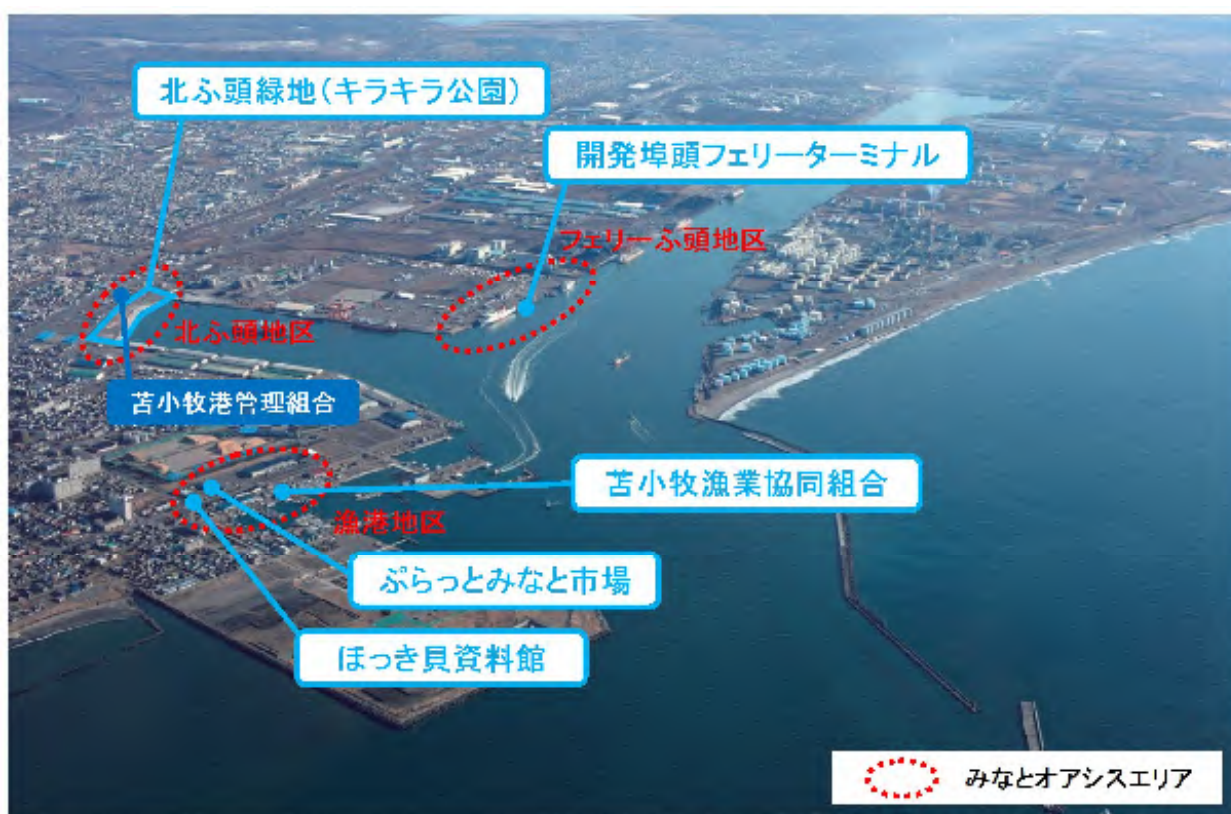 北ふ頭緑地(キラキラ公園)
開発埠頭フェリーターミナル
フェリーふ頭地区
北ふ頭地区
苫小牧港管理組合
苫小牧漁業協同組合
漁港地区
ぷらっとみなと市場
ほっき貝資料館
みなとオアシスエリア